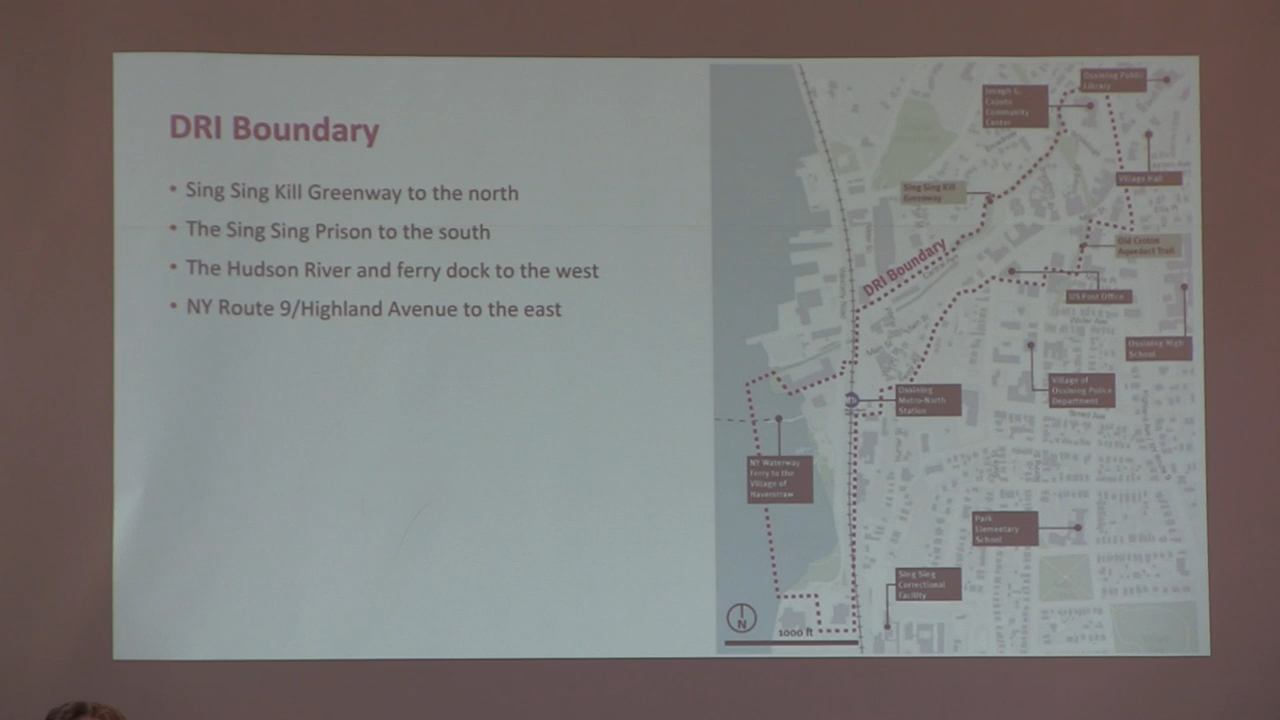 DRI Boundary
• Sing Sing Kill Greenway to the north
• The Sing Sing Prison to the south
• The Hudson River and ferry dock to the west
• NY Route 9/Highland Avenue to the east
Ossining Public
Library
Joseph G.
Caputo
Community
Center
Village Hall
Sing Sing Kill
Greenway
Old Croton
Aqueduct Trail
DRI Boundary
US Post Office
Ossining High
School
Village of
Ossining Police
Department
Ossining
Metro-North
Station
NY Waterway
Ferry to the
Village of
Haverstraw
Park
Elementary
School
Sing Sing
Correctional
Facility
N
1000 ft